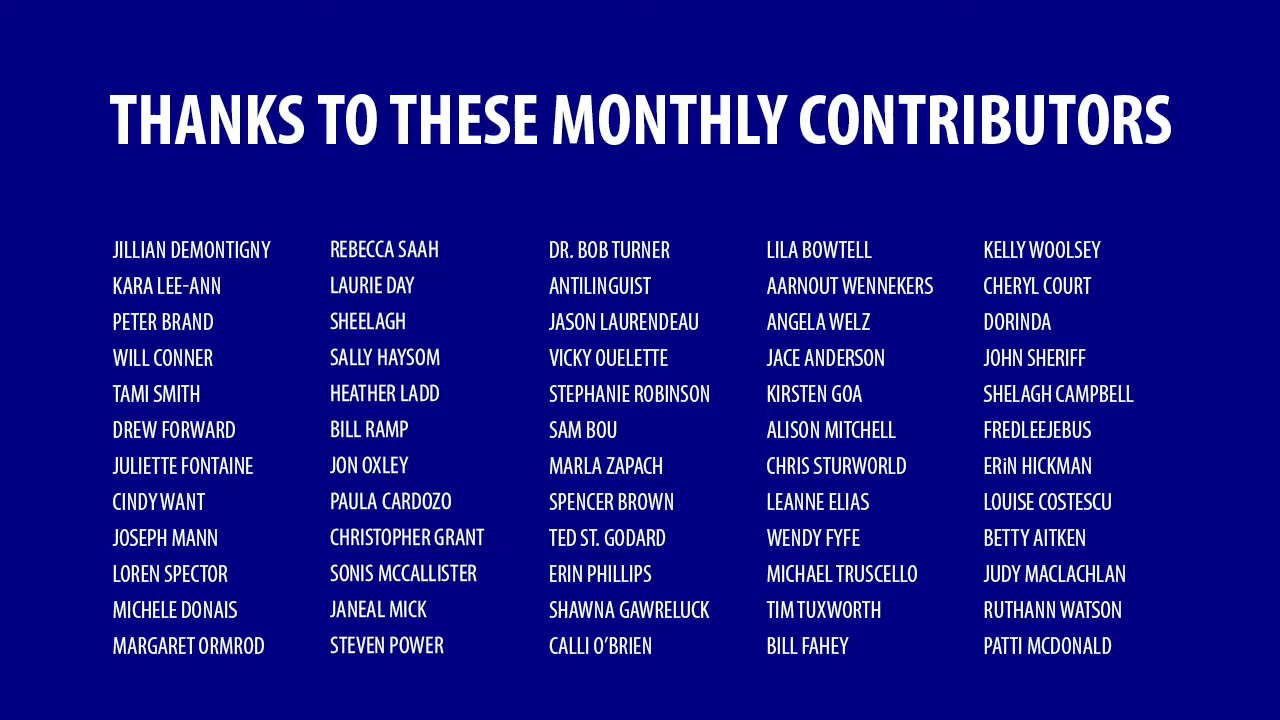 THANKS TO THESE MONTHLY CONTRIBUTORS
JILLIAN DEMONTIGNY
KARA LEE-ANN
PETER BRAND
WILL CONNER
TAMI SMITH
DREW FORWARD
JULIETTE FONTAINE
CINDY WANT
JOSEPH MANN
LOREN SPECTOR
MICHELE DONAIS
MARGARET ORMROD
REBECCA SAAH
LAURIE DAY
SHEELAGH
SALLY HAYSOM
HEATHER LADD
BILL RAMP
JON OXLEY
PAULA CARDOZO
CHRISTOPHER GRANT
SONIS MCCALLISTER
JANEAL MICK
STEVEN POWER
DR. BOB TURNER
ANTILINGUIST
JASON LAURENDEAU
VICKY OUELETTE
STEPHANIE ROBINSON
SAM BOU
MARLA ZAPACH
SPENCER BROWN
TED ST. GODARD
ERIN PHILLIPS
SHAWNA GAWRELUCK
CALLI O’BRIEN
LILA BOWTELL
AARNOUT WENNEKERS
ANGELA WELZ
JACE ANDERSON
KIRSTEN GOA
ALISON MITCHELL
CHRIS STURWORLD
LEANNE ELIAS
WENDY FYFE
MICHAEL TRUSCELLO
TIM TUXWORTH
BILL FAHEY
KELLY WOOLSEY
CHERYL COURT
DORINDA
JOHN SHERIFF
SHELAGH CAMPBELL
FREDLEEJEBUS
ERiN HICKMAN
LOUISE COSTESCU
BETTY AITKEN
JUDY MACLACHLAN
RUTHANN WATSON
PATTI MCDONALD